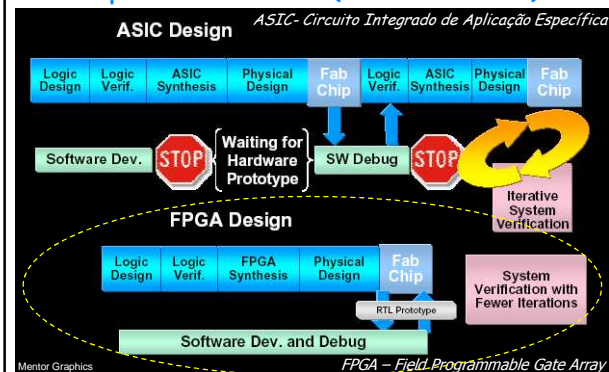 ASIC Design
ASIC- Circuito Integrado de Aplicação Específica
Logic Design
Logic Verif.
ASIC Synthesis
Physical Design
Fab Chip
Logic Verif.
ASIC Synthesis
Physical Design
Fab Chip
Software Dev.
STOP
Waiting for
Hardware
Prototype
SW Debug
STOP
Iterative
System
Verification
FPGA Design
Logic Design
Logic Verif.
FPGA Synthesis
Physical Design
Fab Chip
RTL Prototype
System
Verification with
Fewer Iterations
Software Dev. and Debug
Mentor Graphics
FPGA – Field Programmable Gate Array